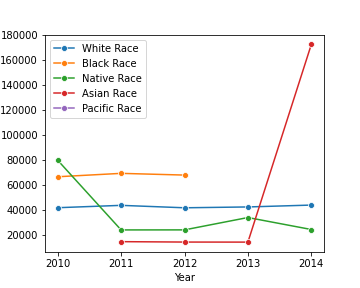 180000
160000
140000
120000
100000
80000
60000
40000
20000
White Race
Black Race
Native Race
Asian Race
Pacific Race
2010 2011 2012 2013 2014
Year